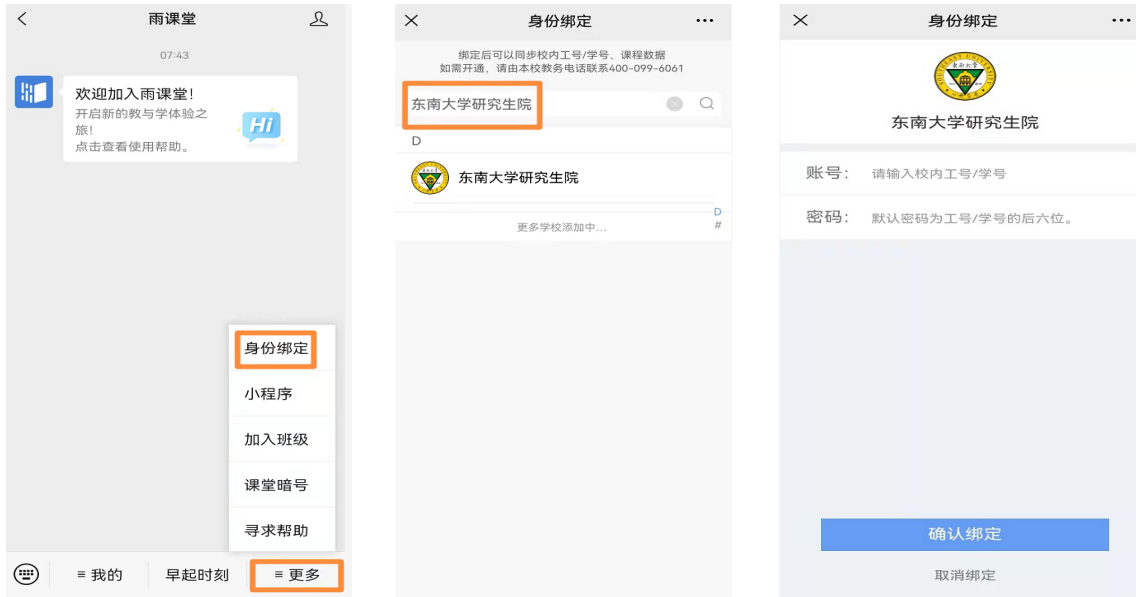 雨课堂
07:43
欢迎加入雨课堂!
开启新的教与学体验之
旅!
点击查看使用帮助。
Hi
身份绑定
小程序
加入班级
课堂暗号
寻求帮助
≡ 我的
早起时刻
≡ 更多
身份绑定
绑定后可以同步校内工号/学号、课程数据
如需开通，请由本校教务电话联系400-099-6061
东南大学研究生院
D
东南大学研究生院
D
#
更多学校添加中...
身份绑定
东南大学研究生院
账号： 请输入校内工号/学号
密码： 默认密码为工号/学号的后六位。
确认绑定
取消绑定